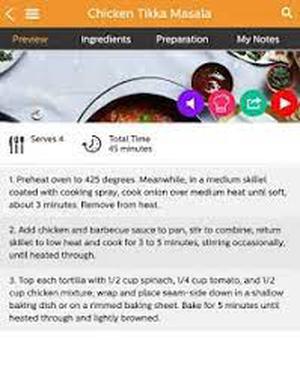 Chicken Tikka Masala
Preview Ingredients Preparation My Notes
Serves 4
Total Time
45 minutes
1. Preheat oven to 425 degrees. Meanwhile, in a medium skillet
coated with cooking spray, cook onion over medium heat until soft,
about 3 minutes. Remove from heat.
2. Add chicken and barbecue sauce to pan, stir to combine, return
skillet to low heat and cook for 3 to 5 minutes, stirring occasionally,
until heated through.
3. Top each tortilla with 1/2 cup spinach, 1/4 cup tomato, and 1/2
cup chicken mixture; wrap and place seam-side down in a shallow
baking dish or on a rimmed baking sheet. Bake for 5 minutes until
heated through and lightly browned.